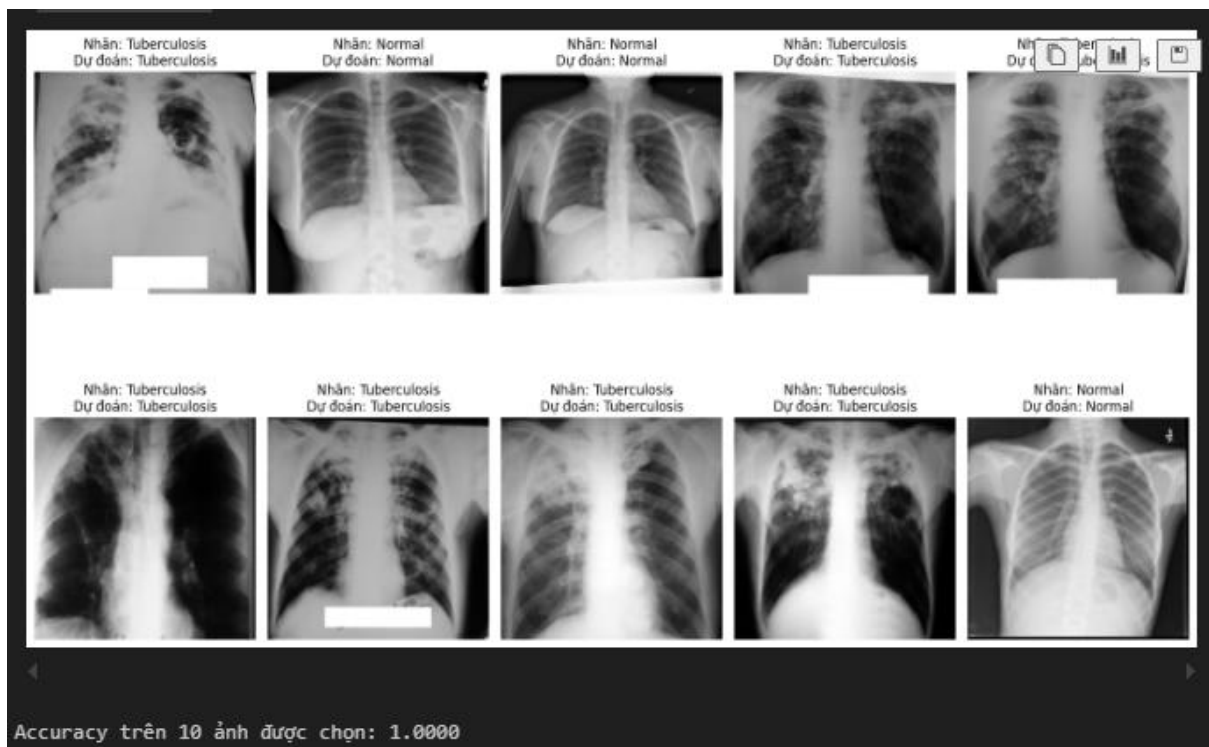 Nhãn: Tuberculosis
Dự đoán: Tuberculosis
Nhãn: Normal
Dự đoán: Normal
Nhãn: Normal
Dự đoán: Normal
Nhãn: Tuberculosis
Dự đoán: Tuberculosis
Nhãn: Tuberculosis
Dự đoán: Tuberculosis
Nhãn: Tuberculosis
Dự đoán: Tuberculosis
Nhãn: Tuberculosis
Dự đoán: Tuberculosis
Nhãn: Tuberculosis
Dự đoán: Tuberculosis
Nhãn: Normal
Dự đoán: Normal
Accuracy trên 10 ảnh được chọn: 1.0000